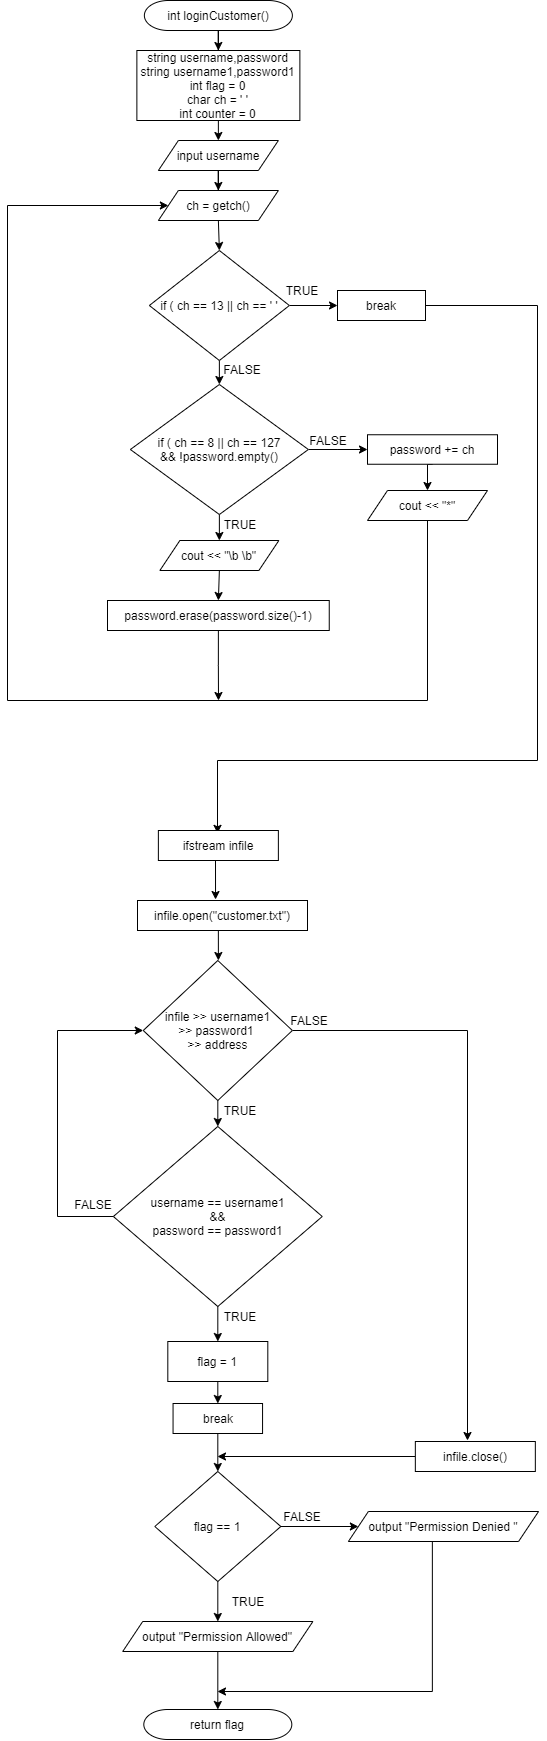 int loginCustomer()
string username,password
string username1,password1
int flag = 0
char ch = ' '
int counter = 0
input username
ch = getch()
if ( ch == 13 || ch == ' '
TRUE
break
FALSE
if ( ch == 8 || ch == 127
&& !password.empty()
FALSE
password += ch
cout << "*"
TRUE
cout << "\b \b"
password.erase(password.size()-1)
ifstream infile
infile.open("customer.txt")
infile >> username1
>> password1
>> address
FALSE
TRUE
username == username1
&&
password == password1
FALSE
TRUE
flag = 1
break
infile.close()
flag == 1
FALSE
output "Permission Denied "
TRUE
output "Permission Allowed"
return flag